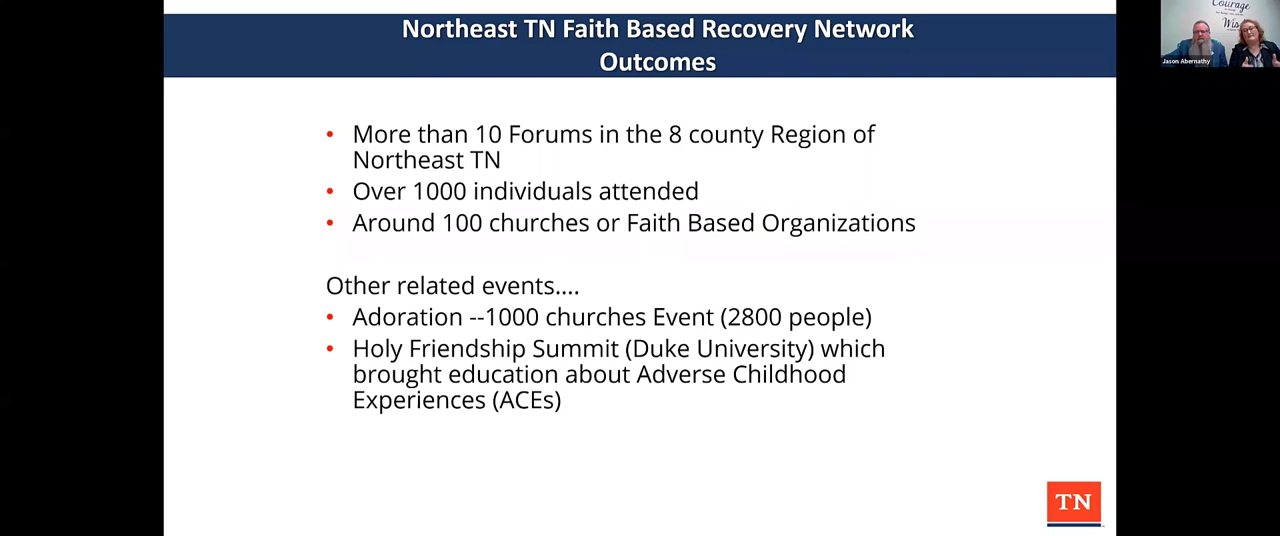 Northeast TN Faith Based Recovery Network
Outcomes
• More than 10 Forums in the 8 county Region of
Northeast TN
• Over 1000 individuals attended
• Around 100 churches or Faith Based Organizations
Other related events....
• Adoration --1000 churches Event (2800 people)
• Holy Friendship Summit (Duke University) which
brought education about Adverse Childhood
Experiences (ACEs)
TN
Courage
Jason Abernathy